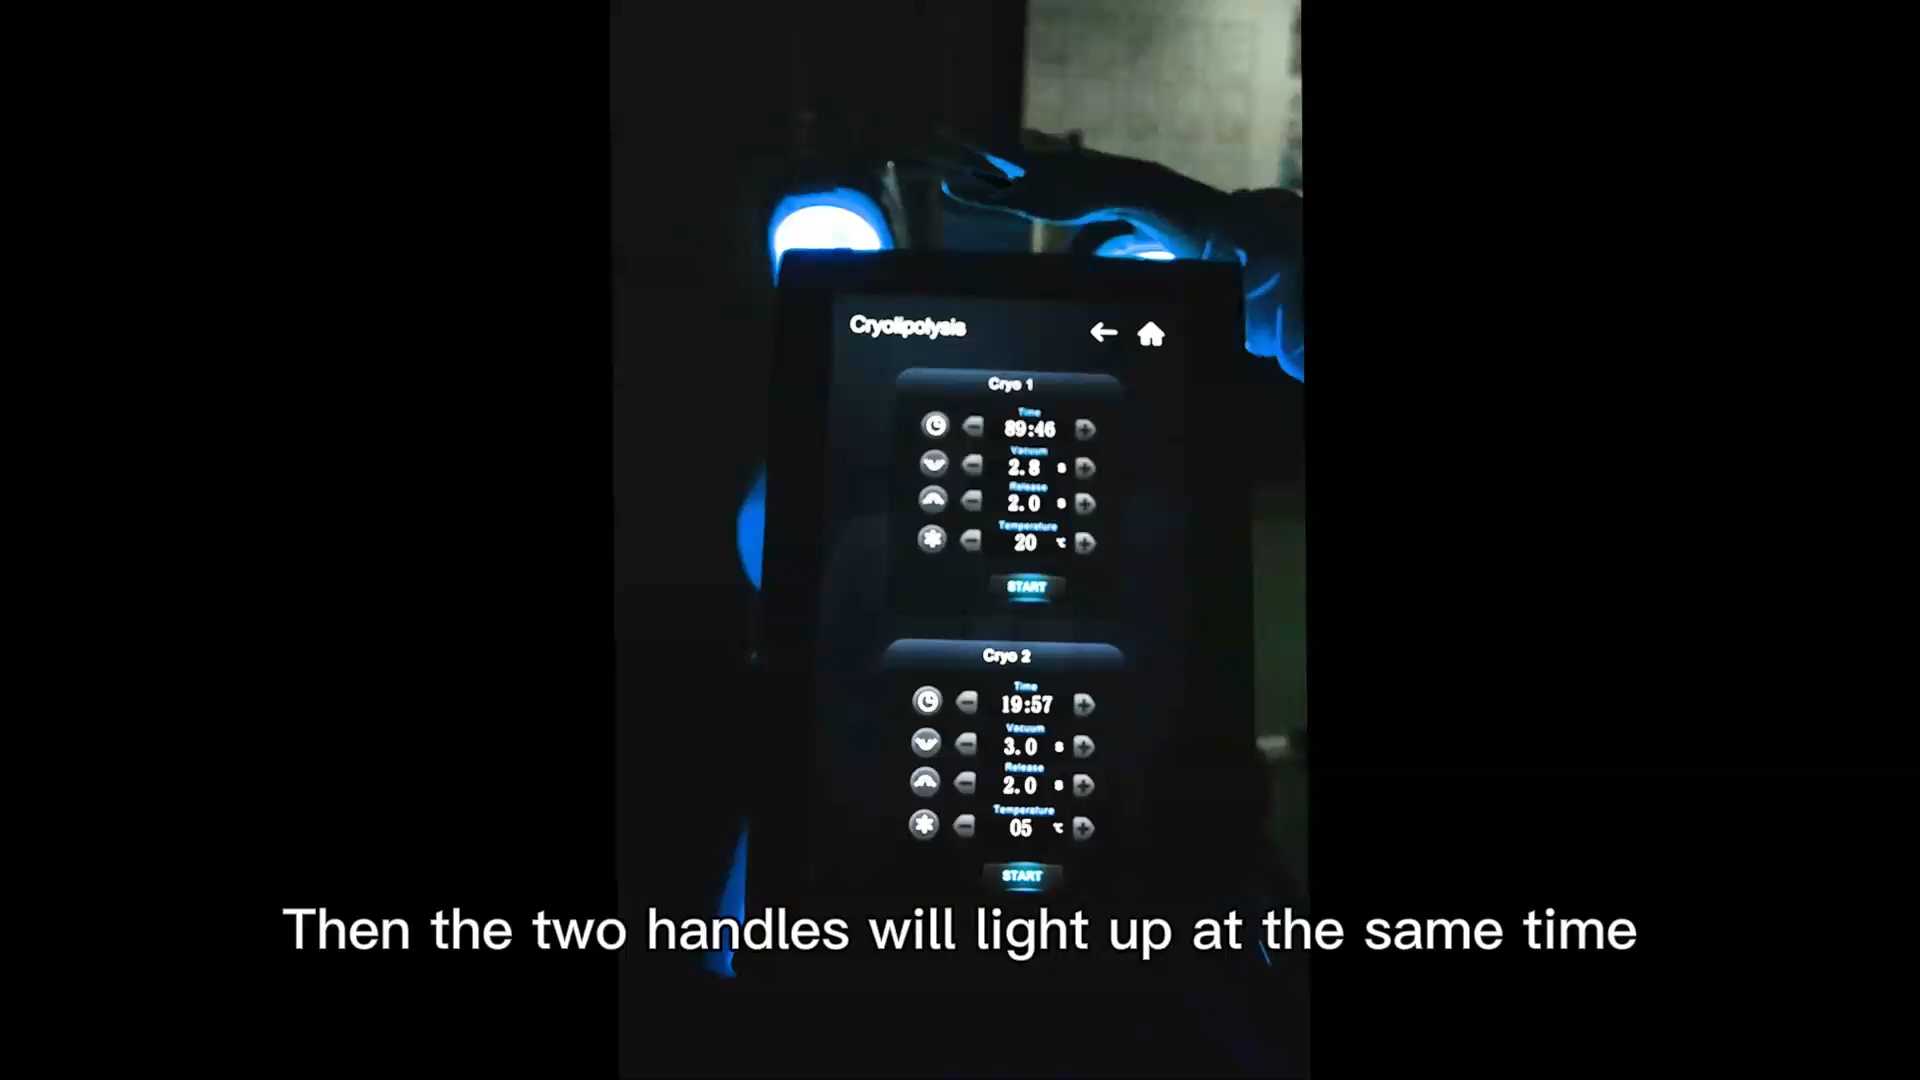 Cryolipolysis
Cryo 1
Time
89:46
Vacuum
2.8 s
Release
2.0 s
Temperature
20 ℃
START
Cryo 2
Time
19:57
Vacuum
3.0 s
Release
2.0 s
Temperature
05 ℃
START
Then the two handles will light up at the same time